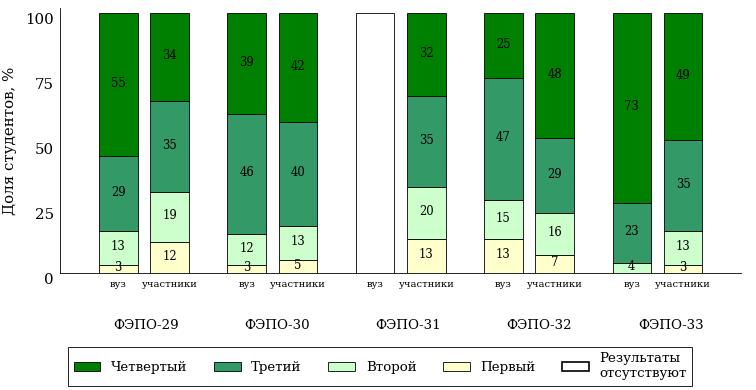 Доля студентов, %
100
75
50
25
0
55 29 13 3
34 35 19 12
39 46 12 3
42 40 13 5
32 35 20 13
25 47 15 13
48 29 16 7
73 23 4
49 35 13 3
вуз участники вуз участники вуз участники вуз участники вуз участники
ФЭПО-29 ФЭПО-30 ФЭПО-31 ФЭПО-32 ФЭПО-33
Четвертый Третий Второй Первый Результаты
отсутствуют